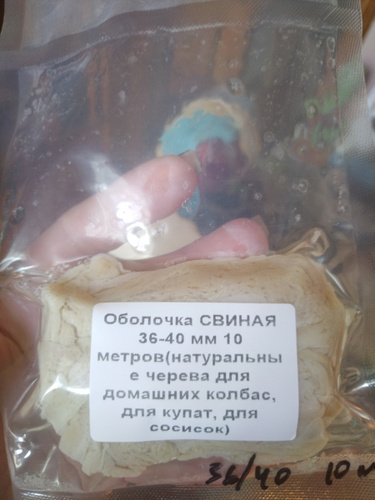 Оболочка СВИНАЯ
36-40 мм 10
метров(натуральны
е черева для
домашних колбас,
для купат, для
сосисок)
36/40 10м